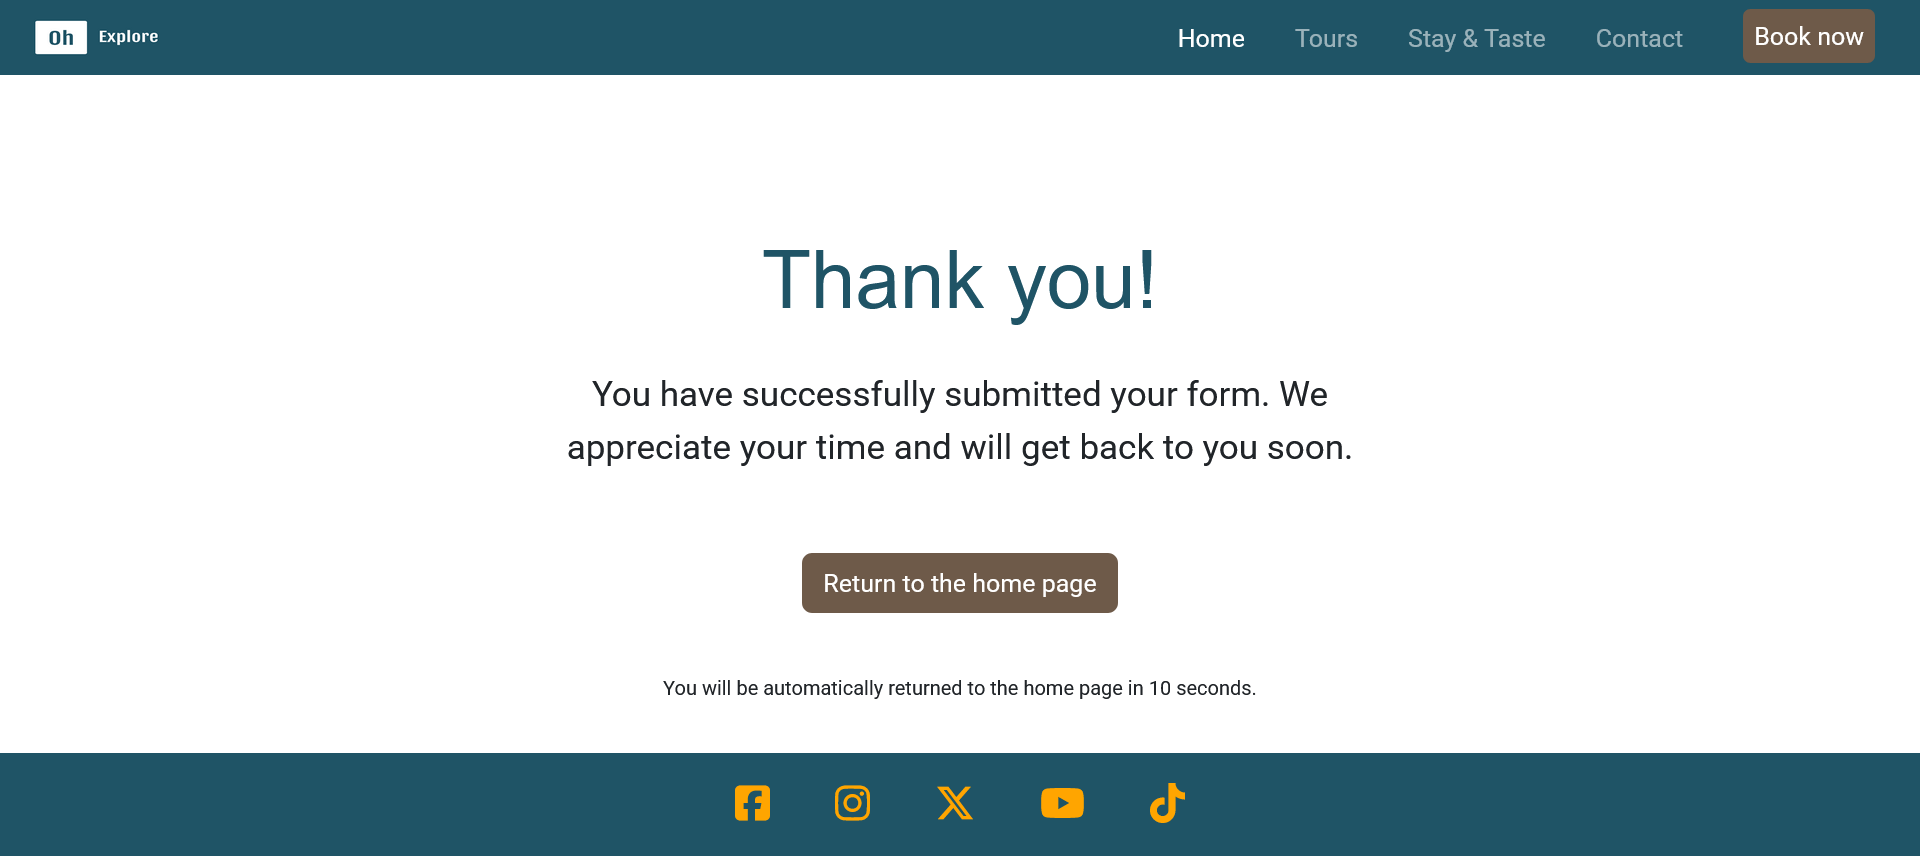 Oh Explore
Home Tours Stay & Taste Contact Book now
Thank you!
You have successfully submitted your form. We
appreciate your time and will get back to you soon.
Return to the home page
You will be automatically returned to the home page in 10 seconds.